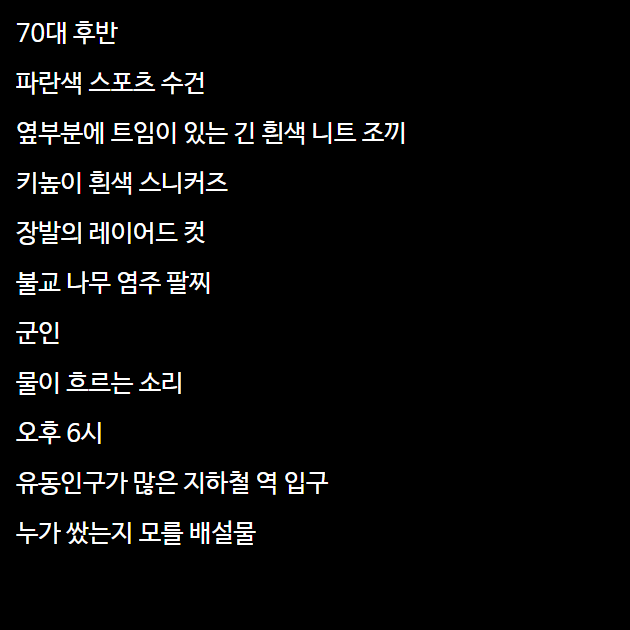 70대 후반
파란색 스포츠 수건
옆부분에 트임이 있는 긴 흰색 니트 조끼
키높이 흰색 스니커즈
장발의 레이어드 컷
불교 나무 염주 팔찌
군인
물이 흐르는 소리
오후 6시
유동인구가 많은 지하철 역 입구
누가 쌌는지 모를 배설물